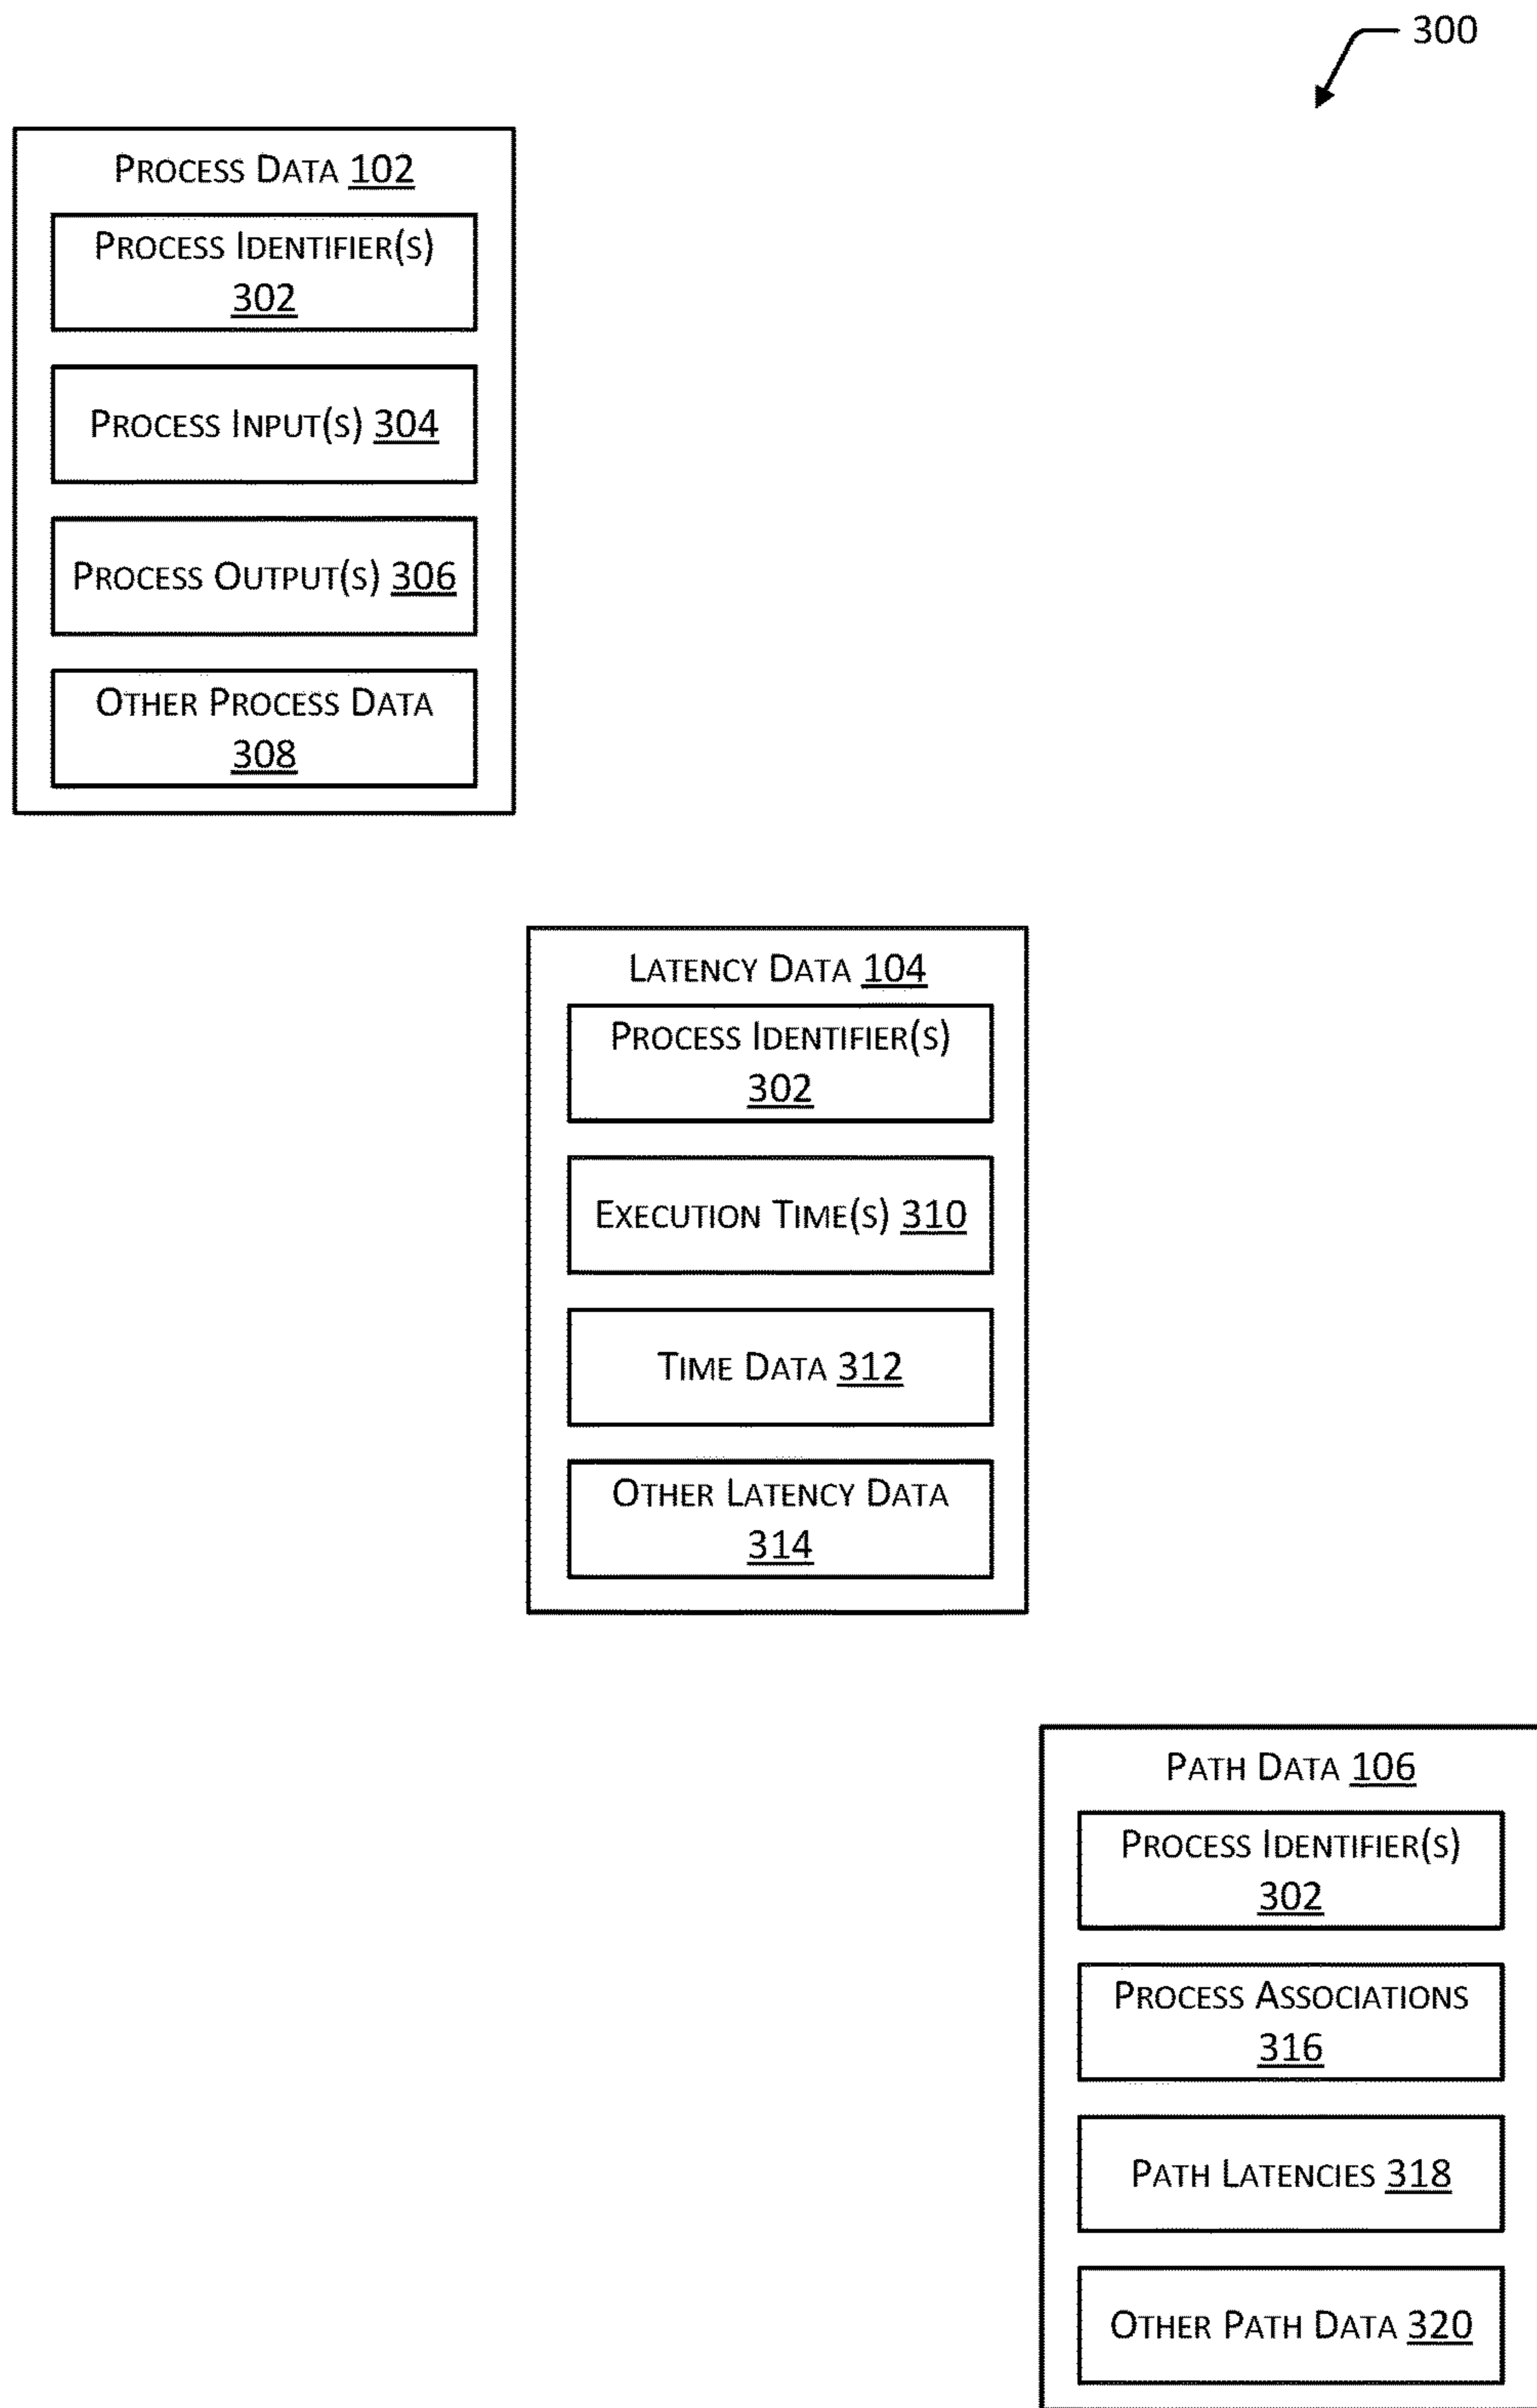 300
PROCESS DATA 102
PROCESS IDENTIFIER(S)
302
PROCESS INPUT(S) 304
PROCESS OUTPUT(S) 306
OTHER PROCESS DATA
308
LATENCY DATA 104
PROCESS IDENTIFIER(S)
302
EXECUTION TIME(S) 310
TIME DATA 312
OTHER LATENCY DATA
314
PATH DATA 106
PROCESS IDENTIFIER(S)
302
PROCESS ASSOCIATIONS
316
PATH LATENCIES 318
OTHER PATH DATA 320